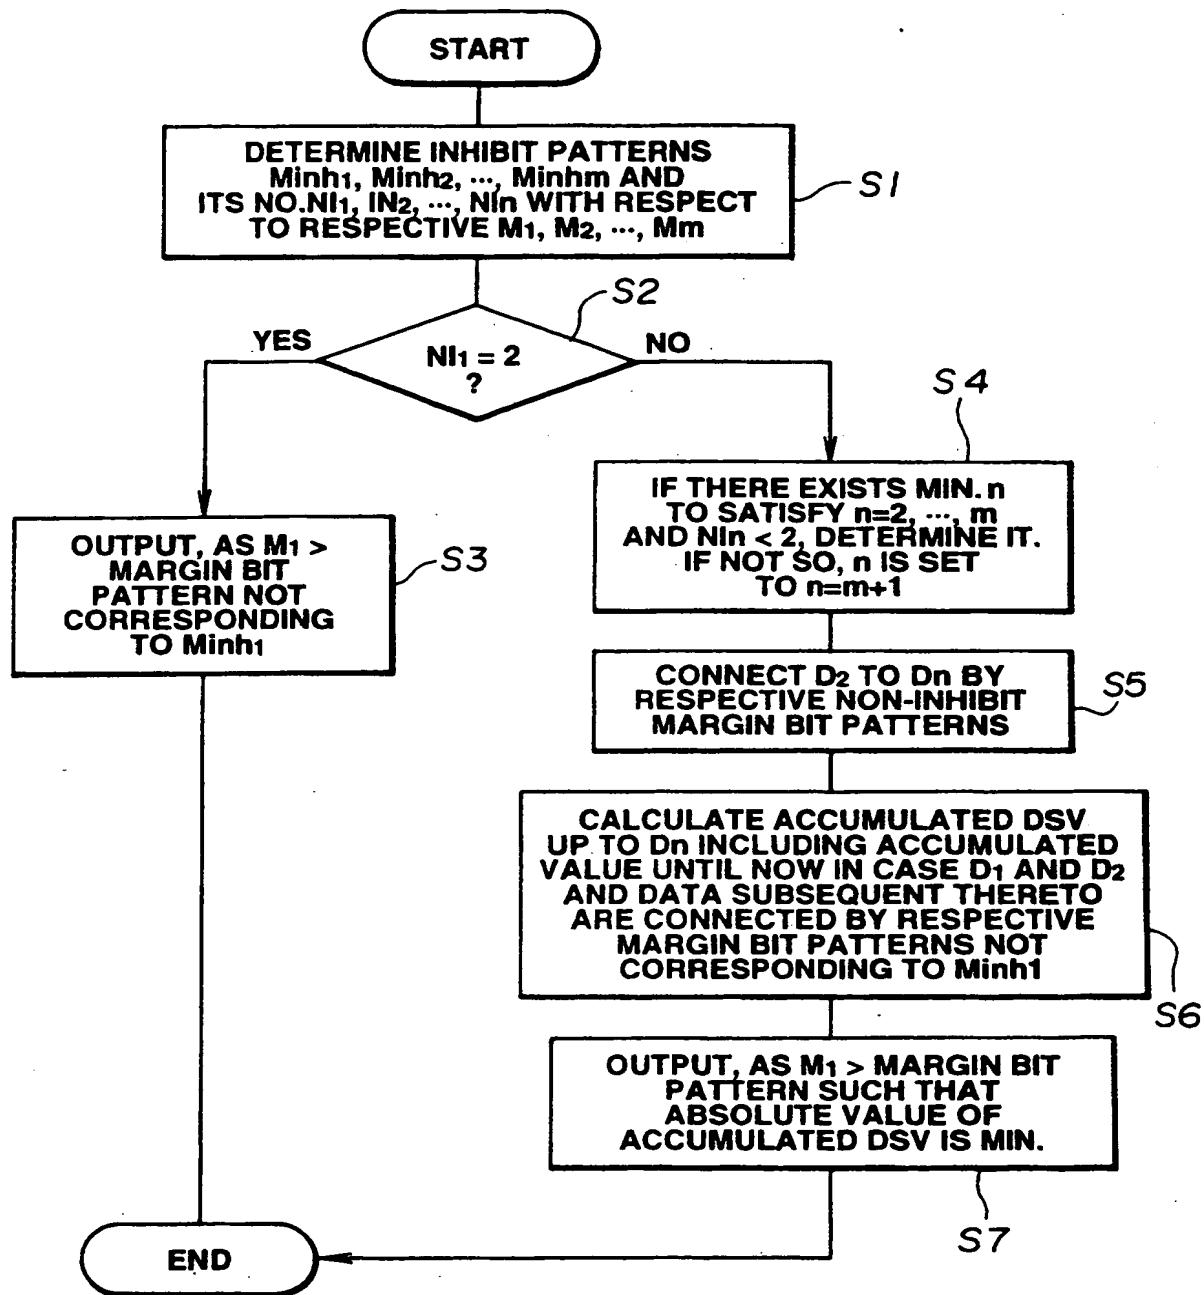 START
DETERMINE INHIBIT PATTERNS
Minh1, Minh2, ···, Minhm AND
ITS NO.NI1, IN2, ···, NIn WITH RESPECT
TO RESPECTIVE M1, M2, ···, Mm
S1
S2
YES
NI1 = 2
?
NO
S4
IF THERE EXISTS MIN. n
TO SATISFY n=2, ···, m
AND NIn < 2, DETERMINE IT.
IF NOT SO, n IS SET
TO n=m+1
OUTPUT, AS M1 >
MARGIN BIT
PATTERN NOT
CORRESPONDING
TO Minh1
S3
CONNECT D2 TO Dn BY
RESPECTIVE NON-INHIBIT
MARGIN BIT PATTERNS
S5
CALCULATE ACCUMULATED DSV
UP TO Dn INCLUDING ACCUMULATED
VALUE UNTIL NOW IN CASE D1 AND D2
AND DATA SUBSEQUENT THERETO
ARE CONNECTED BY RESPECTIVE
MARGIN BIT PATTERNS NOT
CORRESPONDING TO Minh1
S6
OUTPUT, AS M1 > MARGIN BIT
PATTERN SUCH THAT
ABSOLUTE VALUE OF
ACCUMULATED DSV IS MIN.
S7
END